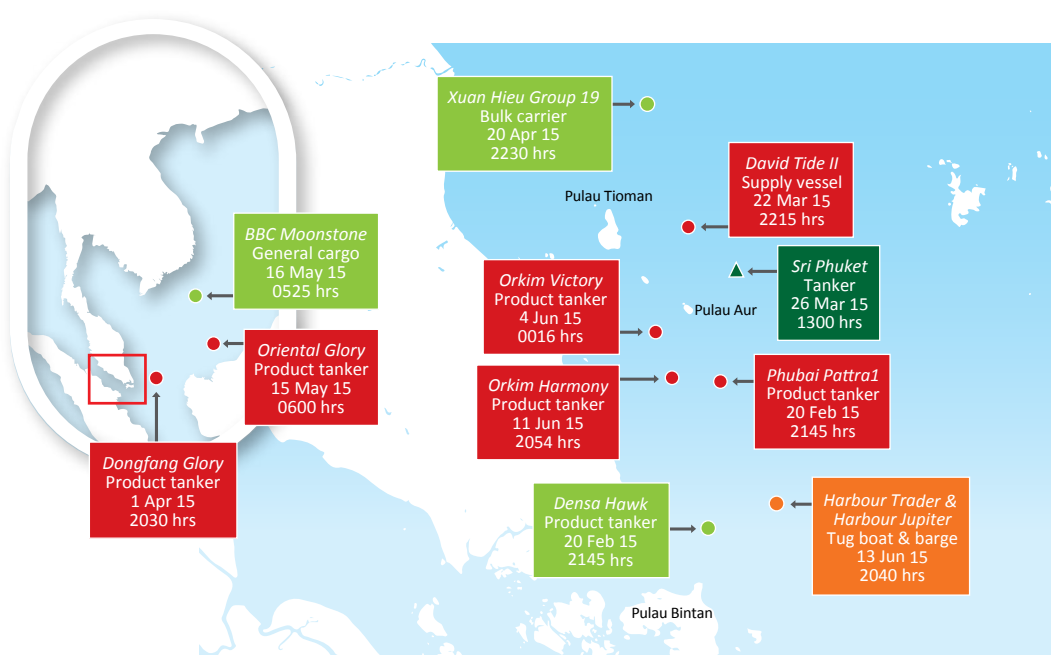 Xuan Hieu Group 19
Bulk carrier
20 Apr 15
2230 hrs
David Tide II
Supply vessel
22 Mar 15
2215 hrs
Pulau Tioman
BBC Moonstone
General cargo
16 May 15
0525 hrs
Sri Phuket
Tanker
26 Mar 15
1300 hrs
Orkim Victory
Product tanker
4 Jun 15
0016 hrs
Pulau Aur
Oriental Glory
Product tanker
15 May 15
0600 hrs
Orkim Harmony
Product tanker
11 Jun 15
2054 hrs
Phubai Pattra1
Product tanker
20 Feb 15
2145 hrs
Dongfang Glory
Product tanker
1 Apr 15
2030 hrs
Densa Hawk
Product tanker
20 Feb 15
2145 hrs
Harbour Trader &
Harbour Jupiter
Tug boat & barge
13 Jun 15
2040 hrs
Pulau Bintan